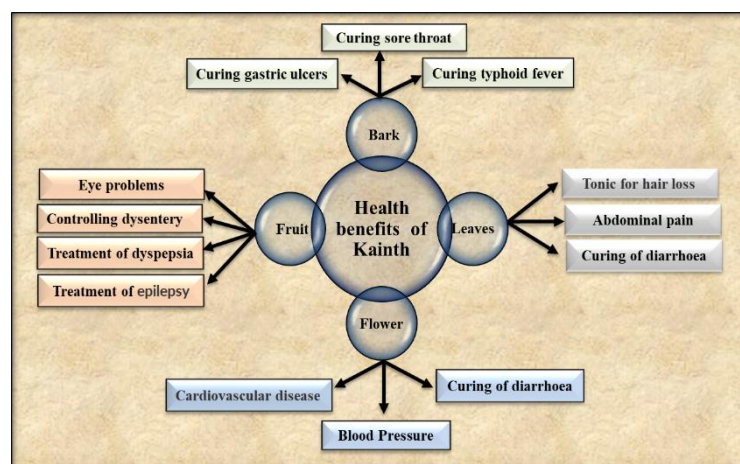 Curing sore throat
Curing gastric ulcers
Curing typhoid fever
Bark
Eye problems
Controlling dysentery
Treatment of dyspepsia
Treatment of epilepsy
Fruit
Health
benefits of
Kainth
Leaves
Tonic for hair loss
Abdominal pain
Curing of diarrhoea
Flower
Cardiovascular disease
Blood Pressure
Curing of diarrhoea